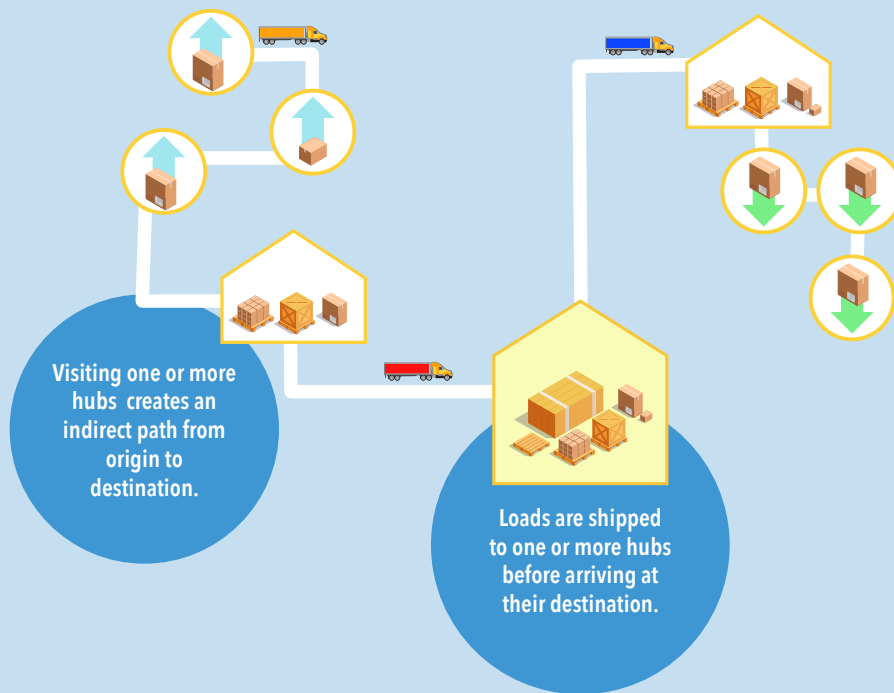 Visiting one or more
hubs creates an
indirect path from
origin to
destination.
Loads are shipped
to one or more hubs
before arriving at
their destination.